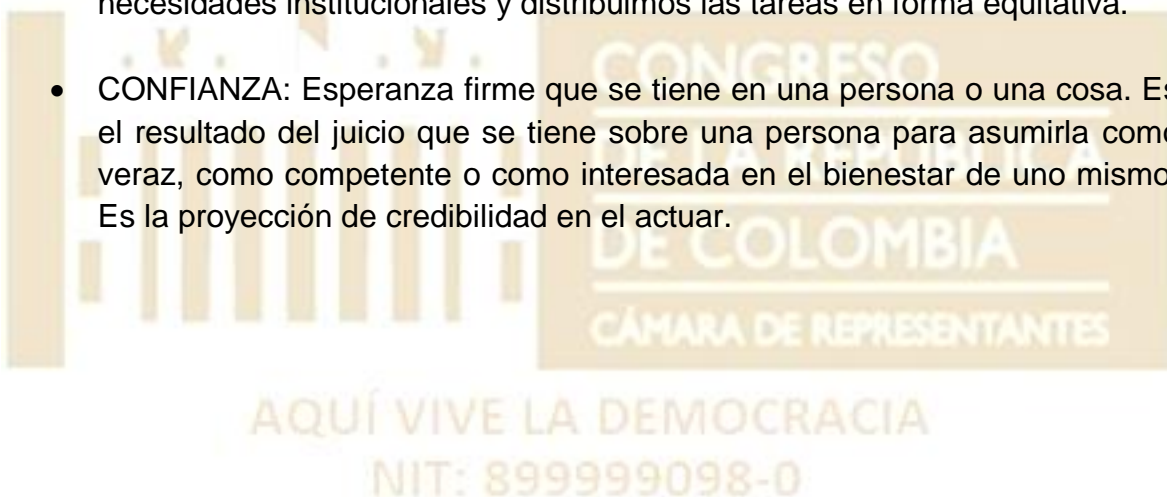 necesidades institucionales y distribuimos las tareas en forma equitativa.
• CONFIANZA: Esperanza firme que se tiene en una persona o una cosa. Es
el resultado del juicio que se tiene sobre una persona para asumirla como
veraz, como competente o como interesada en el bienestar de uno mismo
Es la proyección de credibilidad en el actuar.
CONGRESO
DE LA REPÚBLICA
DE COLOMBIA
CÁMARA DE REPRESENTANTES
AQUÍ VIVE LA DEMOCRACIA
NIT: 899999098-0